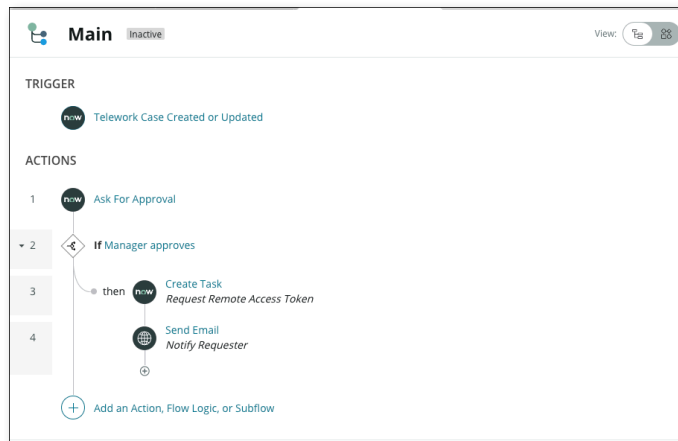 Main Inactive View:
TRIGGER
now Telework Case Created or Updated
ACTIONS
1 now Ask For Approval
2 If Manager approves
3 then now Create Task
Request Remote Access Token
4 Send Email
Notify Requester
Add an Action, Flow Logic, or Subflow